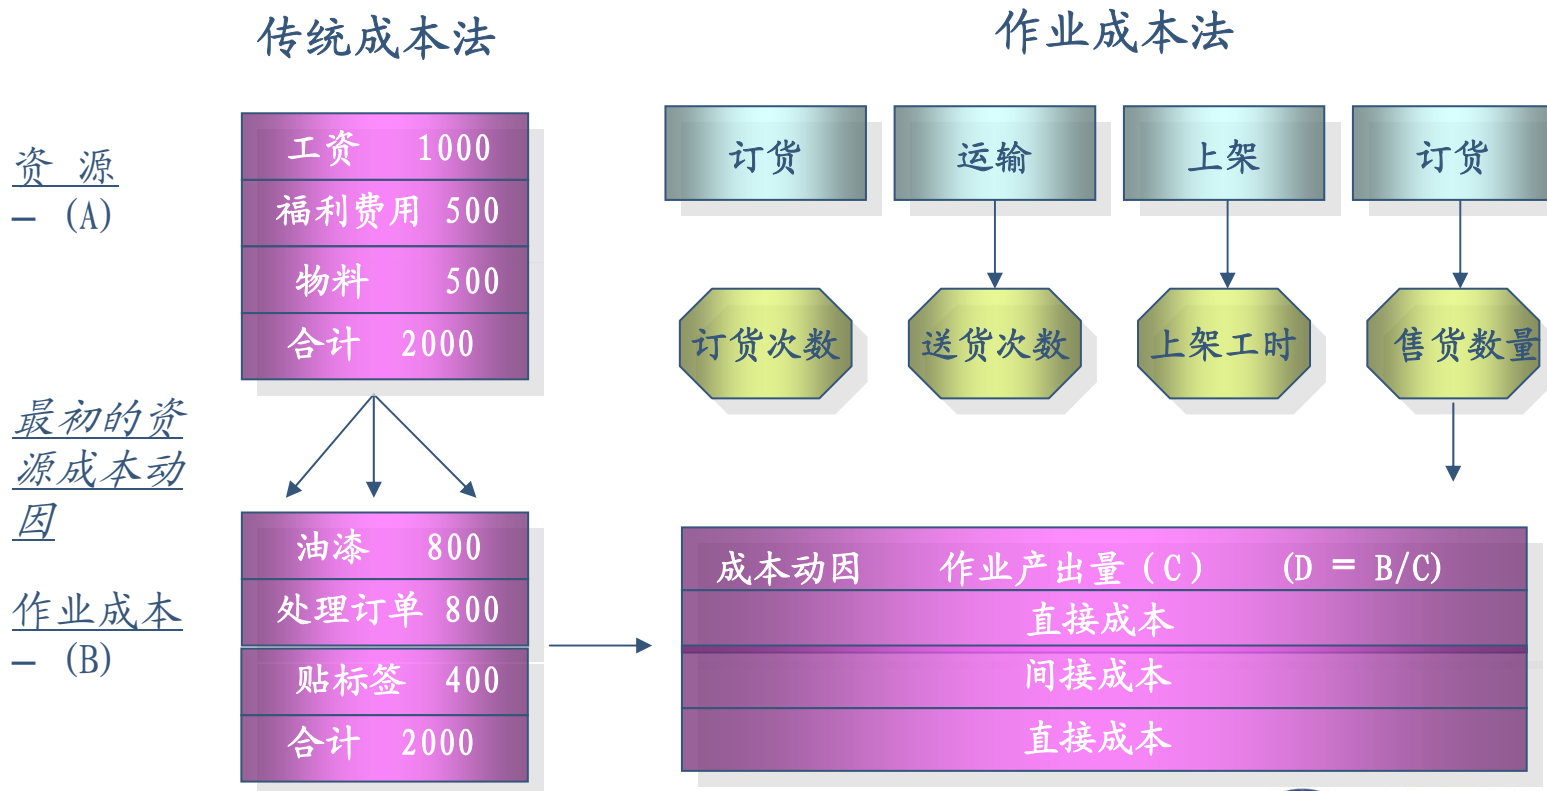 传统成本法
作业成本法
资 源
- (A)
工资 1000
福利费用 500
物料 500
合计 2000
订货
运输
上架
订货
订货次数
送货次数
上架工时
售货数量
最初的资
源成本动
因
作业成本
- (B)
油漆 800
处理订单 800
贴标签 400
合计 2000
成本动因 作业产出量(C) (D = B/C)
直接成本
间接成本
直接成本